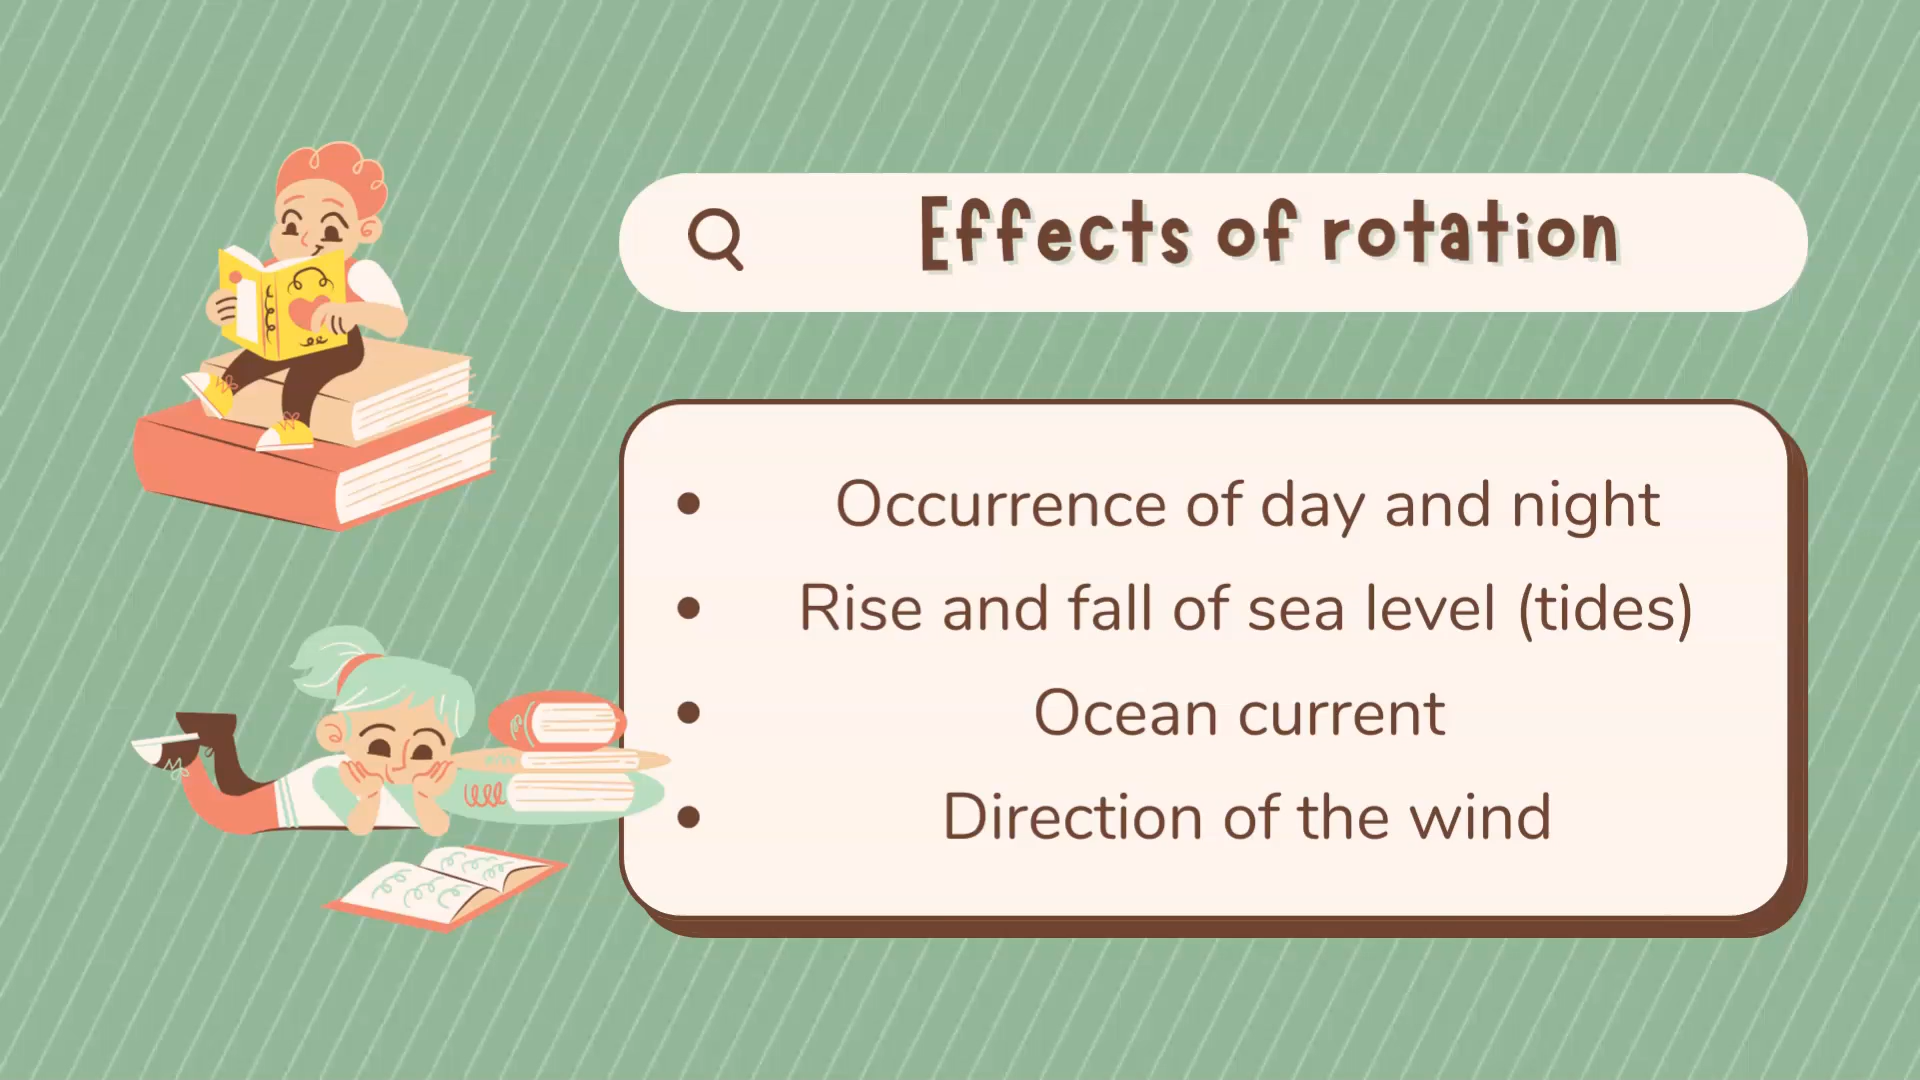 Effects of rotation
• Occurrence of day and night
• Rise and fall of sea level (tides)
• Ocean current
• Direction of the wind